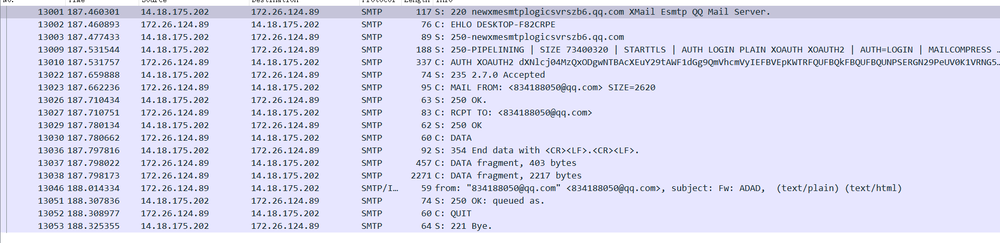 No. Time Source Destination Protocol Length Info
13001 187.460301 14.18.175.202 172.26.124.89 SMTP 117 S: 220 newxmesmtplogicsvrszb6.qq.com XMail Esmtp QQ Mail Server.
13002 187.460893 172.26.124.89 14.18.175.202 SMTP 76 C: EHLO DESKTOP-F82CRPE
13003 187.477433 14.18.175.202 172.26.124.89 SMTP 89 S: 250-newxmesmtplogicsvrszb6.qq.com
13009 187.531544 14.18.175.202 172.26.124.89 SMTP 188 S: 250-PIPELINING | SIZE 73400320 | STARTTLS | AUTH LOGIN PLAIN XOAUTH XOAUTH2 | AUTH=LOGIN | MAILCOMPRESS …
13010 187.531757 172.26.124.89 14.18.175.202 SMTP 337 C: AUTH XOAUTH2 dXNlcj04MzQxODgwNTBAcXEuY29tAWF1dGg9QmVhcmVyIEFBVEpKWTRFQUFBQkFBQUFBQUNPSERGN29PeUV0K1VRNG5…
13022 187.659888 14.18.175.202 172.26.124.89 SMTP 74 S: 235 2.7.0 Accepted
13023 187.662236 172.26.124.89 14.18.175.202 SMTP 95 C: MAIL FROM: <834188050@qq.com> SIZE=2620
13026 187.710434 14.18.175.202 172.26.124.89 SMTP 63 S: 250 OK.
13027 187.710751 172.26.124.89 14.18.175.202 SMTP 83 C: RCPT TO: <834188050@qq.com>
13029 187.780134 14.18.175.202 172.26.124.89 SMTP 62 S: 250 OK
13030 187.780662 172.26.124.89 14.18.175.202 SMTP 60 C: DATA
13036 187.797816 14.18.175.202 172.26.124.89 SMTP 92 S: 354 End data with <CR><LF>.<CR><LF>.
13037 187.798022 172.26.124.89 14.18.175.202 SMTP 457 C: DATA fragment, 403 bytes
13038 187.798173 172.26.124.89 14.18.175.202 SMTP 2271 C: DATA fragment, 2217 bytes
13046 188.014334 172.26.124.89 14.18.175.202 SMTP/I… 59 from: "834188050@qq.com" <834188050@qq.com>, subject: Fw: ADAD,  (text/plain) (text/html)
13051 188.307836 14.18.175.202 172.26.124.89 SMTP 74 S: 250 OK: queued as.
13052 188.308977 172.26.124.89 14.18.175.202 SMTP 60 C: QUIT
13053 188.325355 14.18.175.202 172.26.124.89 SMTP 64 S: 221 Bye.